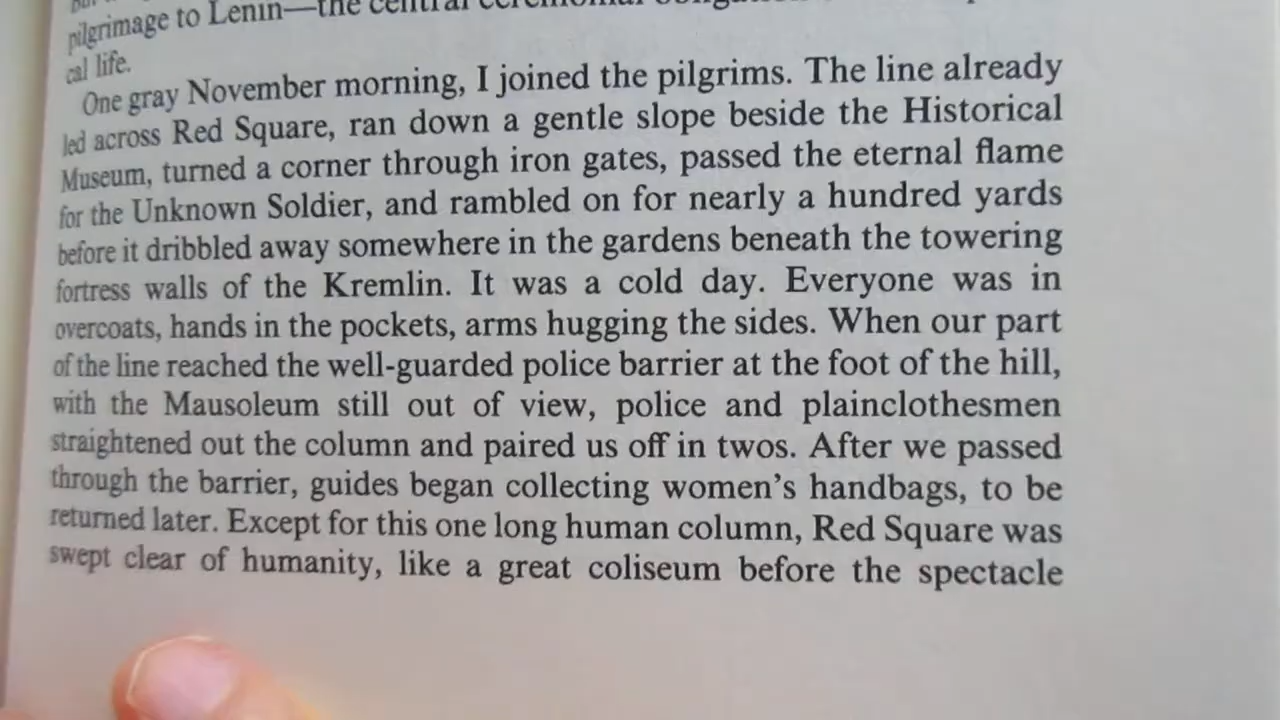 pilgrimage to Lenin—the central ceremonial
cal life.
One gray November morning, I joined the pilgrims. The line already
led across Red Square, ran down a gentle slope beside the Historical
Museum, turned a corner through iron gates, passed the eternal flame
for the Unknown Soldier, and rambled on for nearly a hundred yards
before it dribbled away somewhere in the gardens beneath the towering
fortress walls of the Kremlin. It was a cold day. Everyone was in
overcoats, hands in the pockets, arms hugging the sides. When our part
of the line reached the well-guarded police barrier at the foot of the hill,
with the Mausoleum still out of view, police and plainclothesmen
straightened out the column and paired us off in twos. After we passed
through the barrier, guides began collecting women's handbags, to be
returned later. Except for this one long human column, Red Square was
swept clear of humanity, like a great coliseum before the spectacle